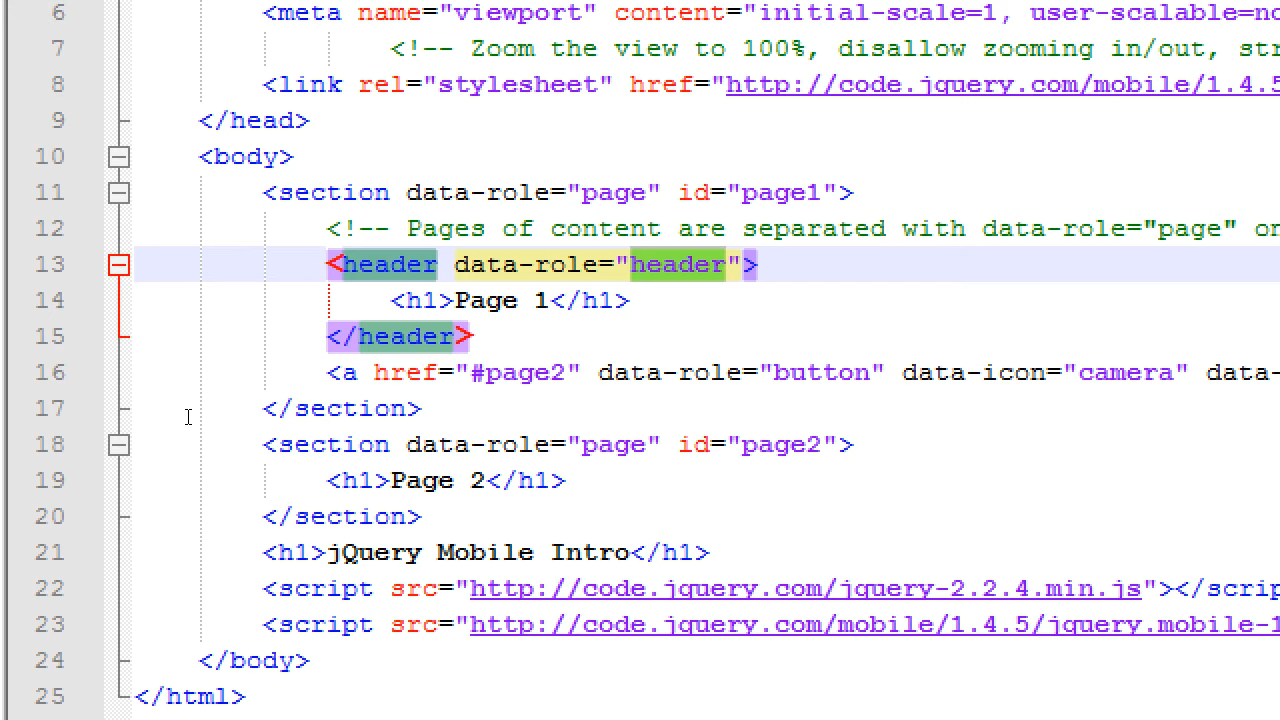 6 <meta name="viewport" content="initial-scale=1, user-scalable=no
7 <!-- Zoom the view to 100%, disallow zooming in/out, str
8 <link rel="stylesheet" href="http://code.jquery.com/mobile/1.4.5
9 </head>
10 <body>
11 <section data-role="page" id="page1">
12 <!-- Pages of content are separated with data-role="page" on
13 <header data-role="header">
14 <h1>Page 1</h1>
15 </header>
16 <a href="#page2" data-role="button" data-icon="camera" data-
17 </section>
18 <section data-role="page" id="page2">
19 <h1>Page 2</h1>
20 </section>
21 <h1>jQuery Mobile Intro</h1>
22 <script src="http://code.jquery.com/jquery-2.2.4.min.js"></scrip
23 <script src="http://code.jquery.com/mobile/1.4.5/jquery.mobile-1
24 </body>
25 </html>